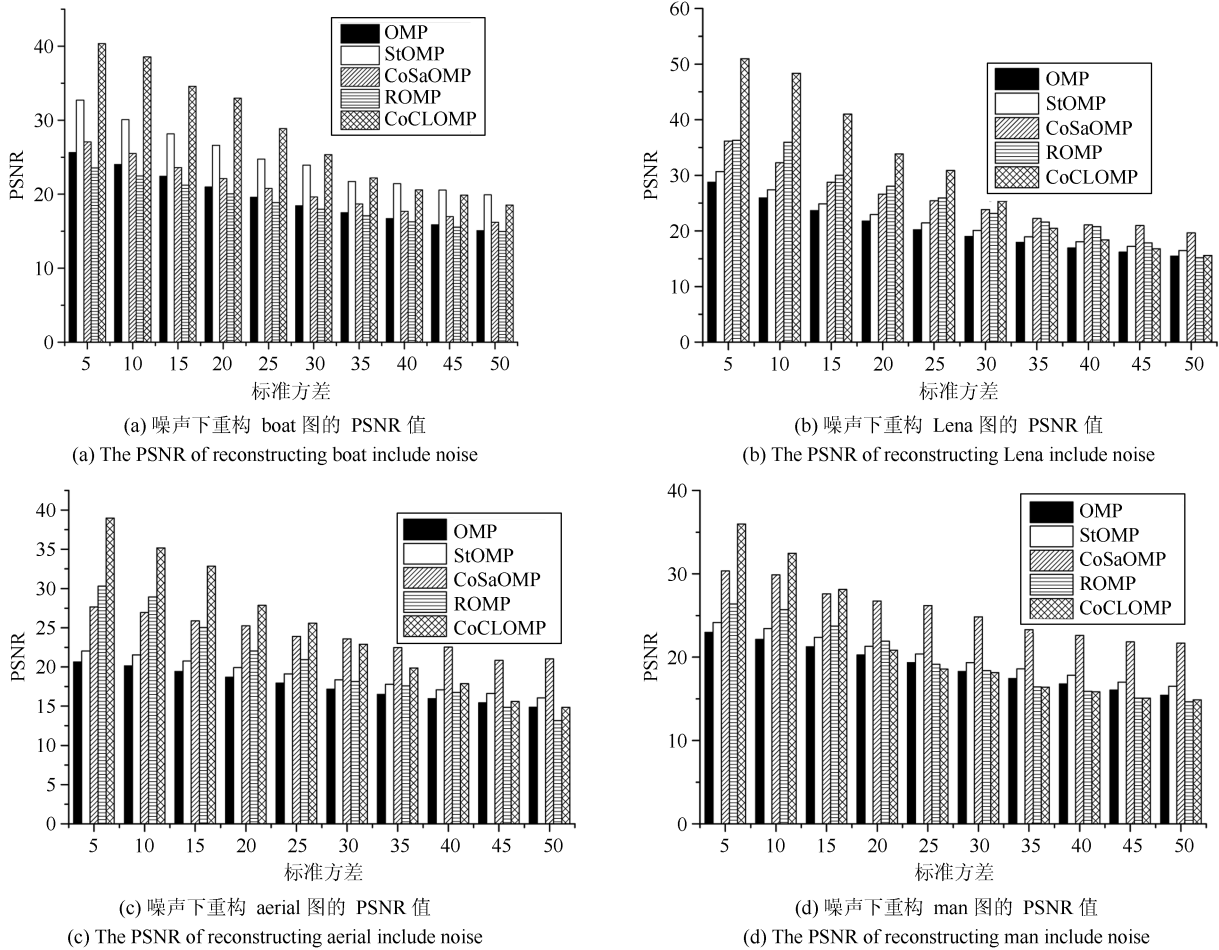 PSNR
40
30
20
10
0
5 10 15 20 25 30 35 40 45 50
标准方差
OMP
StOMP
CoSaOMP
ROMP
CoCLOMP
(a) 噪声下重构 boat 图的 PSNR 值
(a) The PSNR of reconstructing boat include noise
PSNR
60
50
40
30
20
10
0
5 10 15 20 25 30 35 40 45 50
标准方差
OMP
StOMP
CoSaOMP
ROMP
CoCLOMP
(b) 噪声下重构 Lena 图的 PSNR 值
(b) The PSNR of reconstructing Lena include noise
PSNR
40
35
30
25
20
15
10
5
0
5 10 15 20 25 30 35 40 45 50
标准方差
OMP
StOMP
CoSaOMP
ROMP
CoCLOMP
(c) 噪声下重构 aerial 图的 PSNR 值
(c) The PSNR of reconstructing aerial include noise
PSNR
40
30
20
10
0
5 10 15 20 25 30 35 40 45 50
标准方差
OMP
StOMP
CoSaOMP
ROMP
CoCLOMP
(d) 噪声下重构 man 图的 PSNR 值
(d) The PSNR of reconstructing man include noise